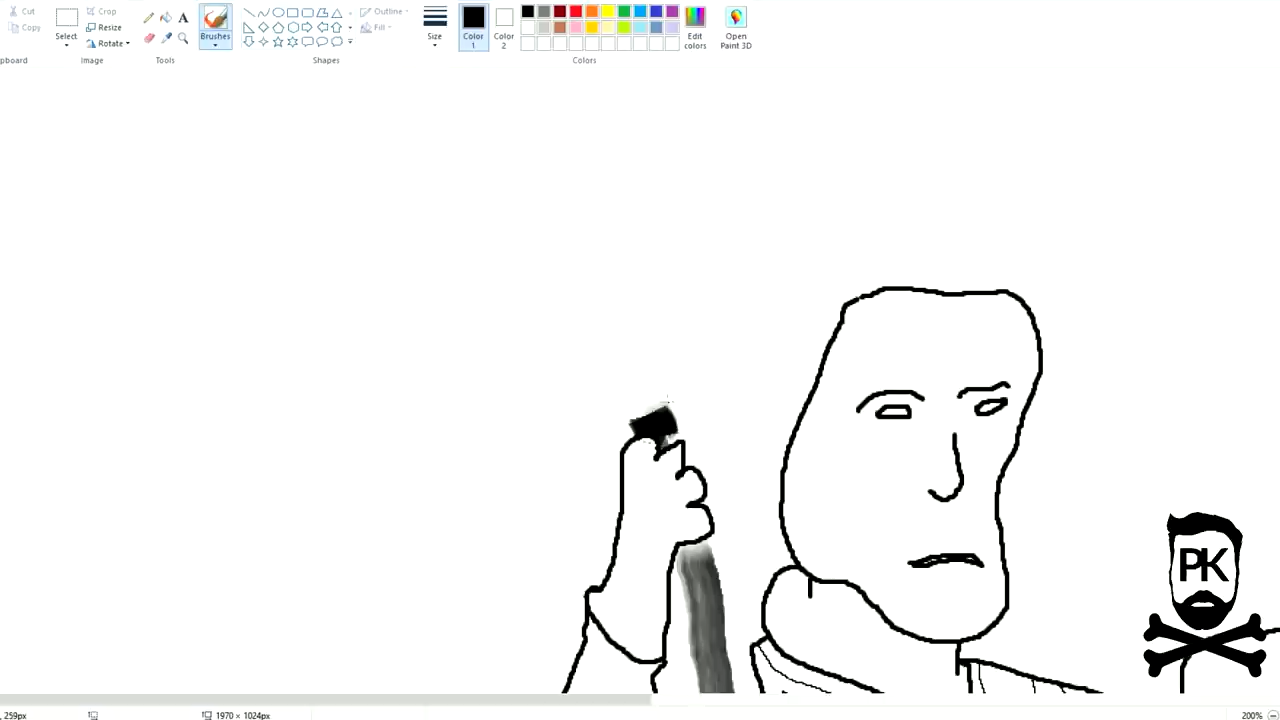 Cut
Copy
pboard
Select
Crop
Resize
Rotate
Image
A
Tools
Brushes
Shapes
Outline
Fill
Size
Color
1
Color
2
Colors
Edit
colors
Open
Paint 3D
PK
, 259px
1970 × 1024px
200%